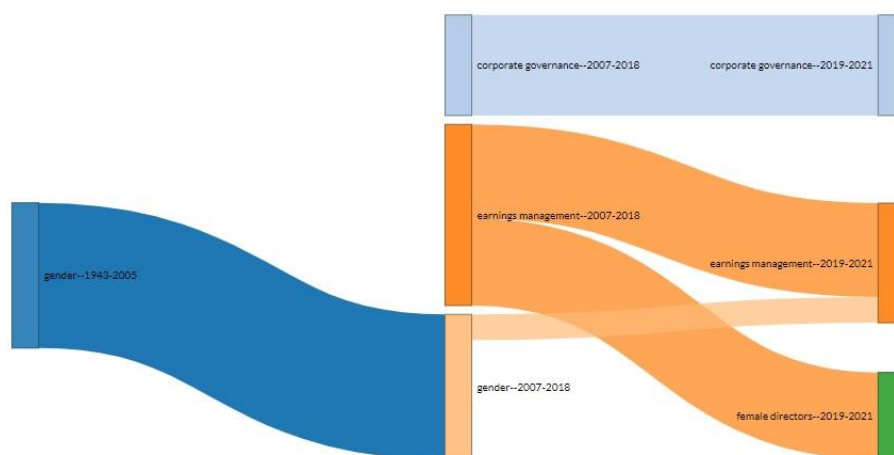 corporate governance--2007-2018
corporate governance--2019-2021
earnings management--2007-2018
earnings management--2019-2021
gender--1943-2005
gender--2007-2018
female directors--2019-2021